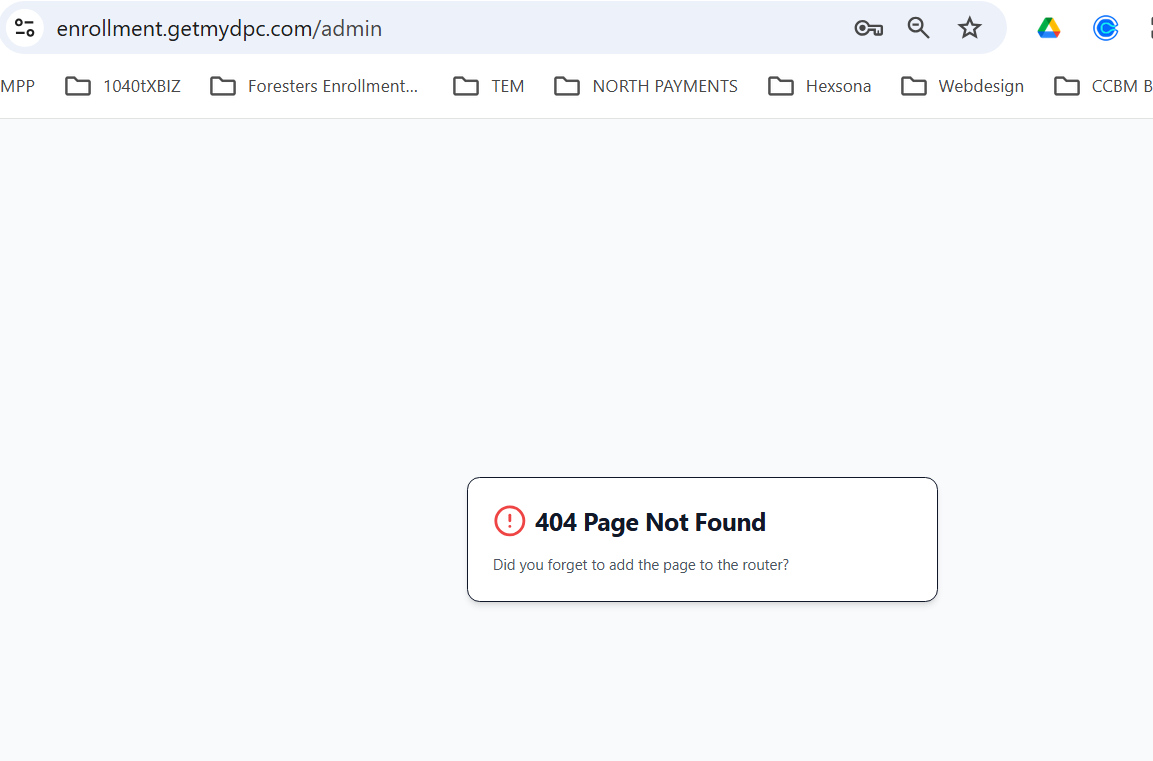 enrollment.getmydpc.com/admin
MPP 1040tXBIZ Foresters Enrollment... TEM NORTH PAYMENTS Hexsona Webdesign CCBM B
404 Page Not Found
Did you forget to add the page to the router?